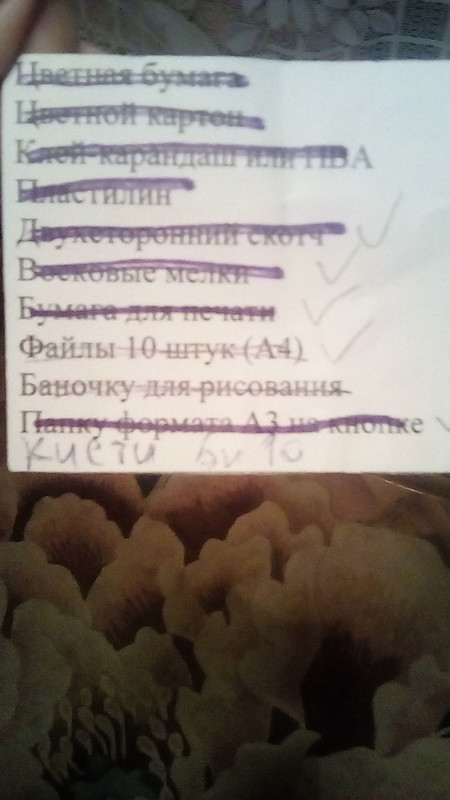 Цветная бумага
Цветной картон
Клей-карандаш или ПВА
Пластилин
Двухсторонний скотч
Восковые мелки
Бумага для печати
Файлы 10 штук (А4)
Баночку для рисования
Папку формата А3 на кнопке
кисти 6 и 10